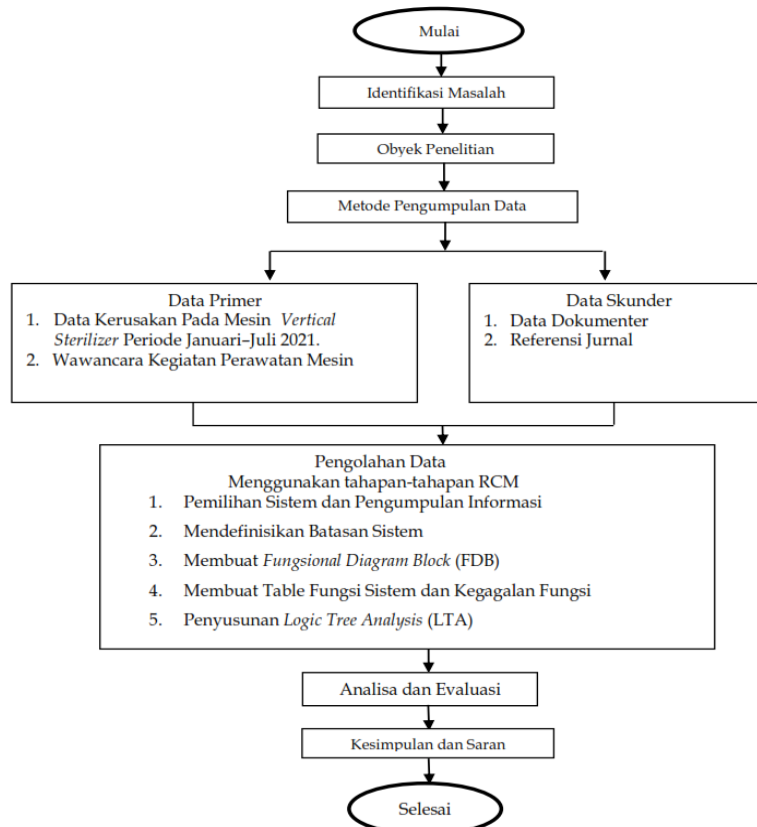 Mulai
Identifikasi Masalah
Obyek Penelitian
Metode Pengumpulan Data
Data Primer
1. Data Kerusakan Pada Mesin Vertical
Sterilizer Periode Januari–Juli 2021.
2. Wawancara Kegiatan Perawatan Mesin
Data Skunder
1. Data Dokumenter
2. Referensi Jurnal
Pengolahan Data
Menggunakan tahapan-tahapan RCM
1. Pemilihan Sistem dan Pengumpulan Informasi
2. Mendefinisikan Batasan Sistem
3. Membuat Fungsional Diagram Block (FDB)
4. Membuat Table Fungsi Sistem dan Kegagalan Fungsi
5. Penyusunan Logic Tree Analysis (LTA)
Analisa dan Evaluasi
Kesimpulan dan Saran
Selesai